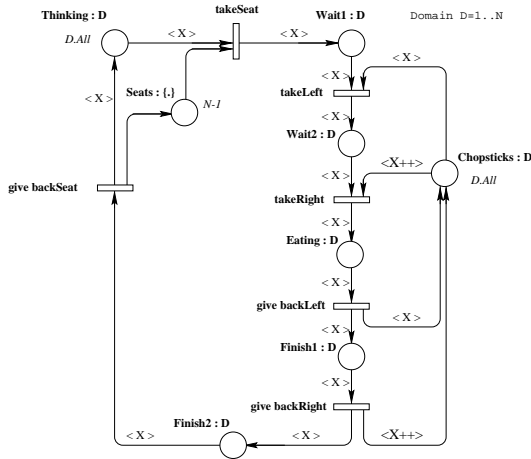 takeSeat
Thinking : D
Wait1 : D
Domain D=1..N
D.All
< X >
< X >
< X >
< X >
takeLeft
Seats : {.}
N-1
< X >
< X >
Wait2 : D
<X++>
Chopsticks : D
D.All
< X >
give backSeat
takeRight
< X >
Eating : D
< X >
give backLeft
< X >
< X >
Finish1 : D
< X >
give backRight
Finish2 : D
< X >
< X >
<X++>